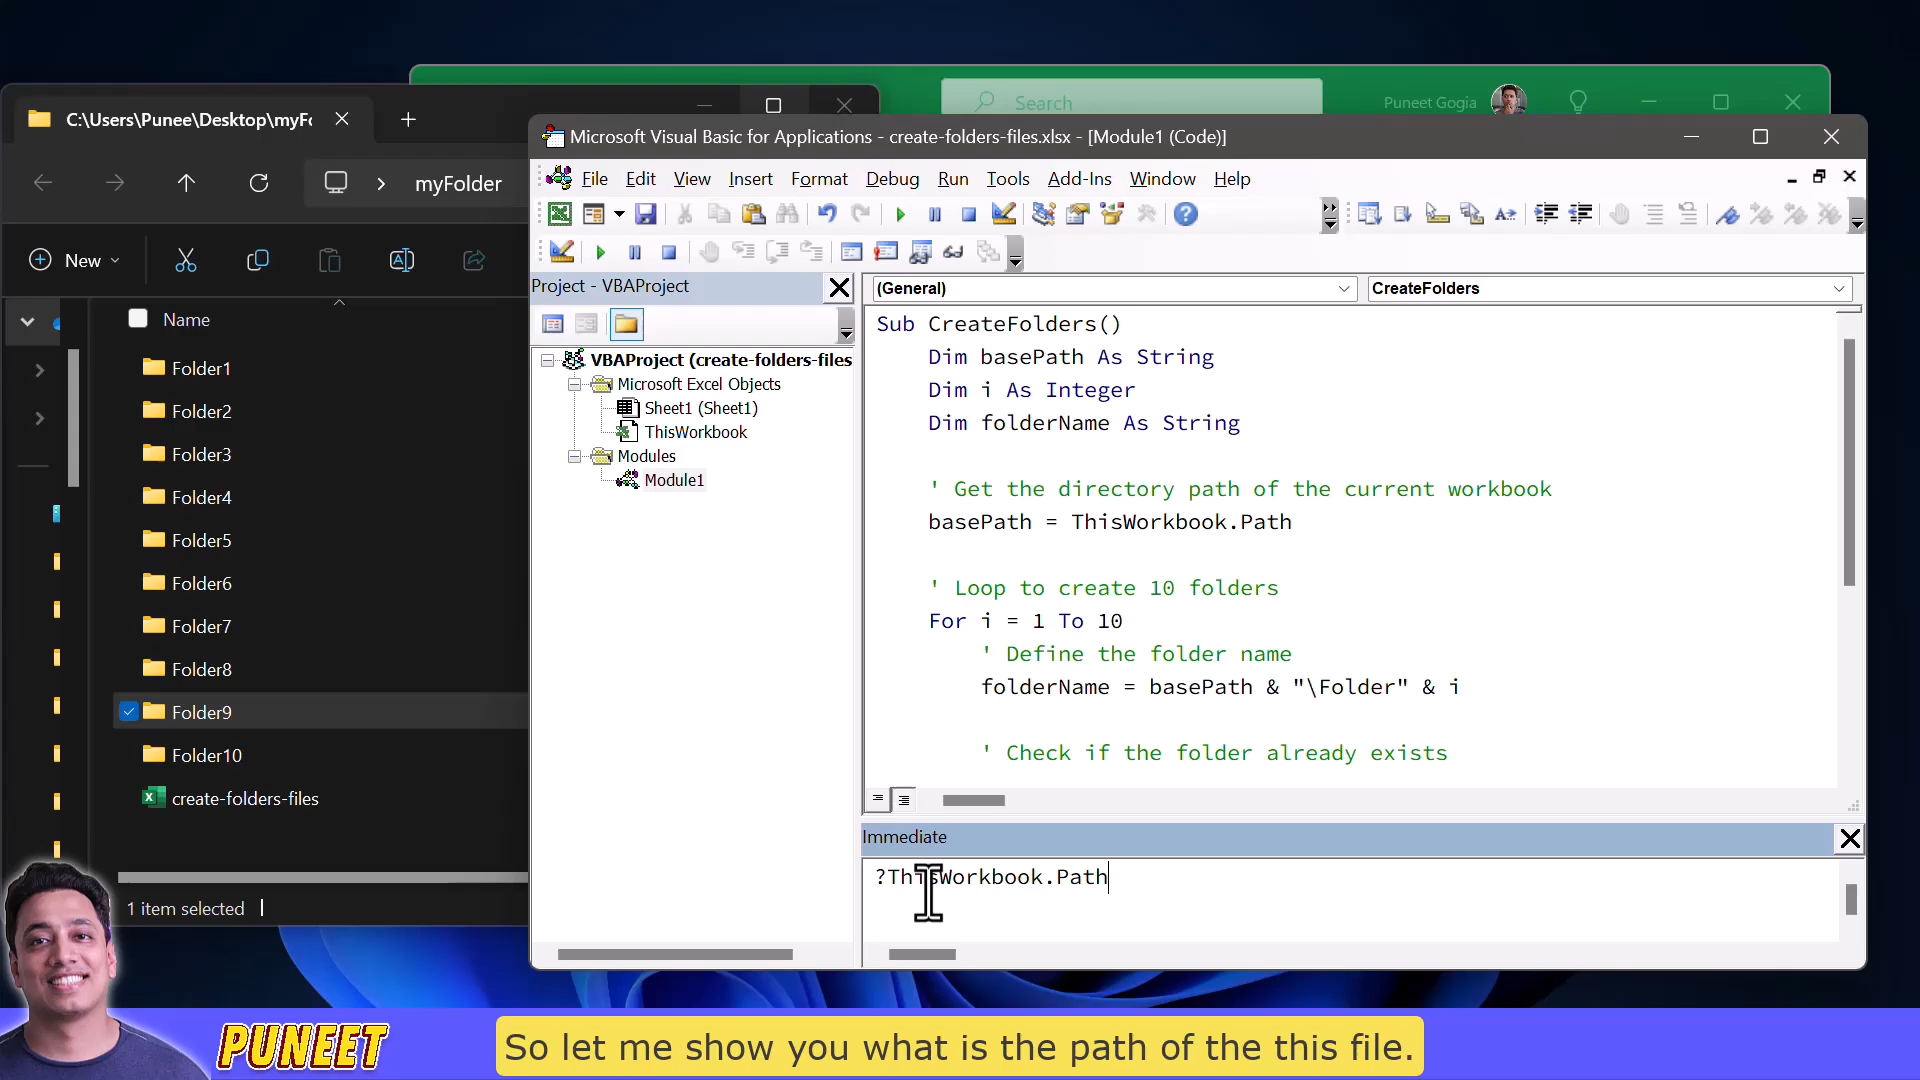 Search
Puneet Gogia
C:\Users\Punee\Desktop\myFo
myFolder
New
Name
Folder1
Folder2
Folder3
Folder4
Folder5
Folder6
Folder7
Folder8
Folder9
Folder10
create-folders-files
1 item selected
Microsoft Visual Basic for Applications - create-folders-files.xlsx - [Module1 (Code)]
File Edit View Insert Format Debug Run Tools Add-Ins Window Help
Project - VBAProject
VBAProject (create-folders-files
Microsoft Excel Objects
Sheet1 (Sheet1)
ThisWorkbook
Modules
Module1
(General)
CreateFolders
Sub CreateFolders()
Dim basePath As String
Dim i As Integer
Dim folderName As String
' Get the directory path of the current workbook
basePath = ThisWorkbook.Path
' Loop to create 10 folders
For i = 1 To 10
' Define the folder name
folderName = basePath & "\Folder" & i
' Check if the folder already exists
Immediate
?ThisWorkbook.Path
PUNEET
So let me show you what is the path of the this file.